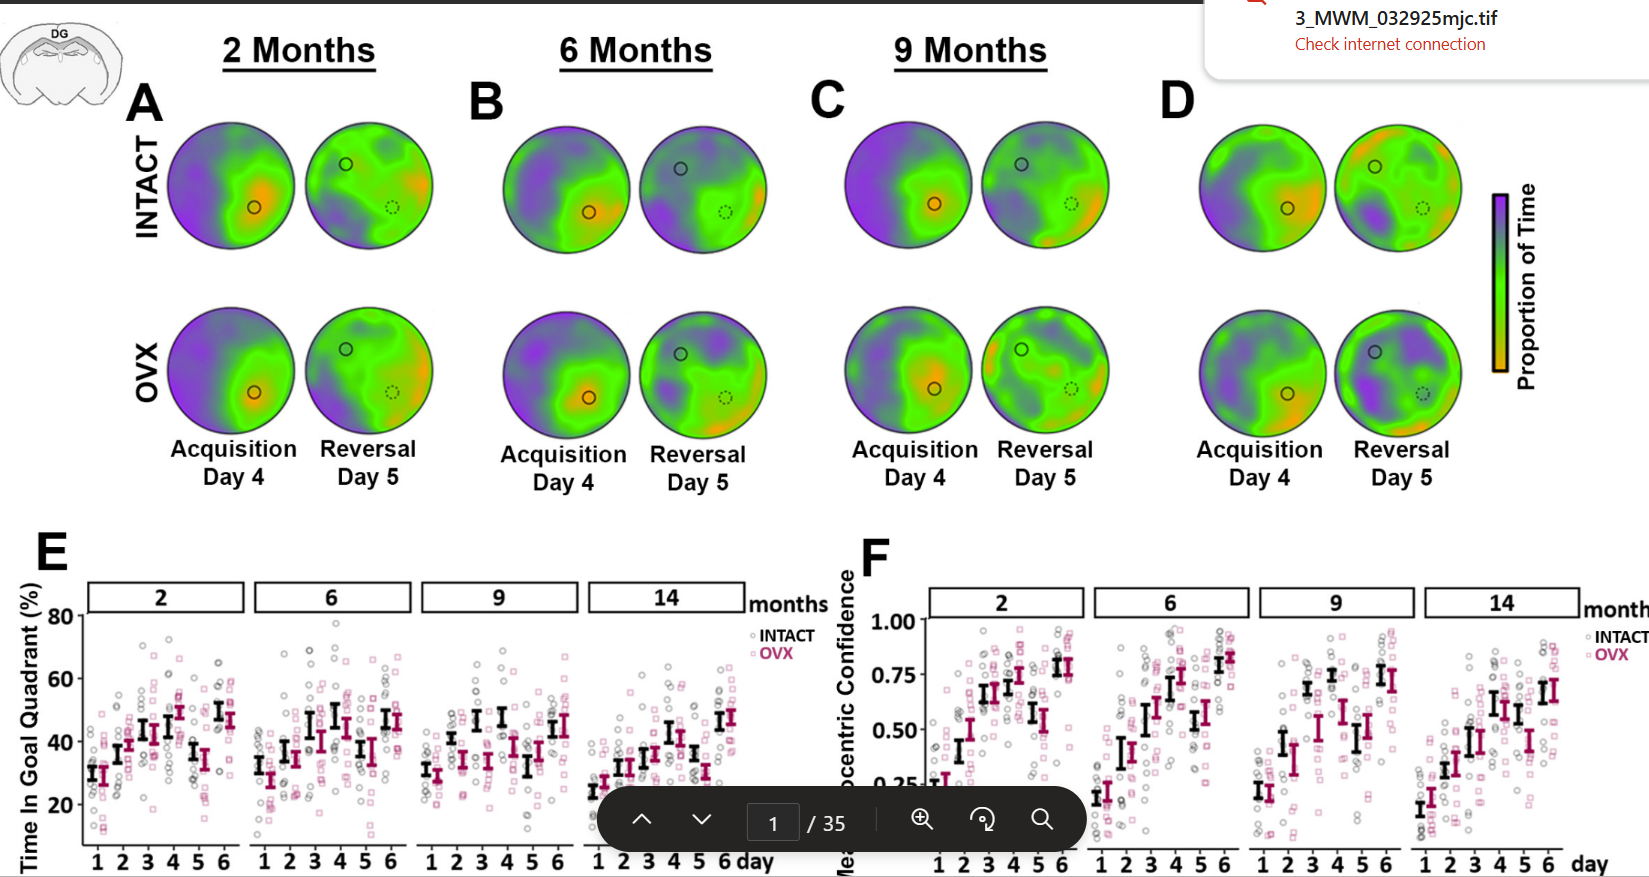 3_MWM_032925mjc.tif
Check internet connection
DG
2 Months
6 Months
9 Months
A
B
C
D
INTACT
OVX
Proportion of Time
Acquisition
Day 4
Reversal
Day 5
Acquisition
Day 4
Reversal
Day 5
Acquisition
Day 4
Reversal
Day 5
Acquisition
Day 4
Reversal
Day 5
E
Time In Goal Quadrant (%)
2
6
9
14
months
INTACT
OVX
80
60
40
20
1 2 3 4 5 6
1 2 3 4 5 6
1 2 3 4 5 6
1 2 3 4 5 6 day
F
ocentric Confidence
2
6
9
14
month
INTACT
OVX
1.00
0.75
0.50
0.25
1 2 3 4 5 6
1 2 3 4 5 6
1 2 3 4 5 6
1 2 3 4 5 6 day
1 / 35